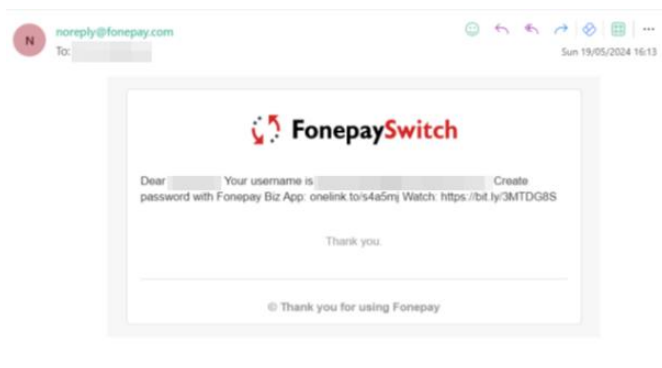 N
noreply@fonepay.com
To:
Sun 19/05/2024 16:13
FonepaySwitch
Dear Your username is Create
password with Fonepay Biz App: onelink.to/s4a5mj Watch: https://bit.ly/3MTDG8S
Thank you.
© Thank you for using Fonepay